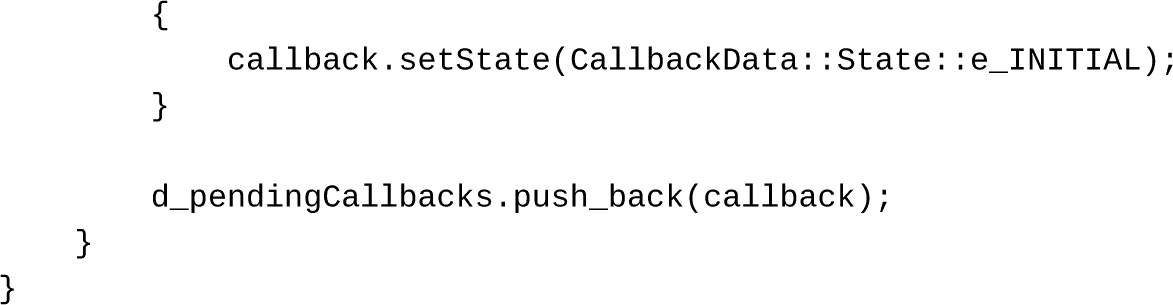 {
callback.setState(CallbackData::State::e_INITIAL);
}
d_pendingCallbacks.push_back(callback);
}
}